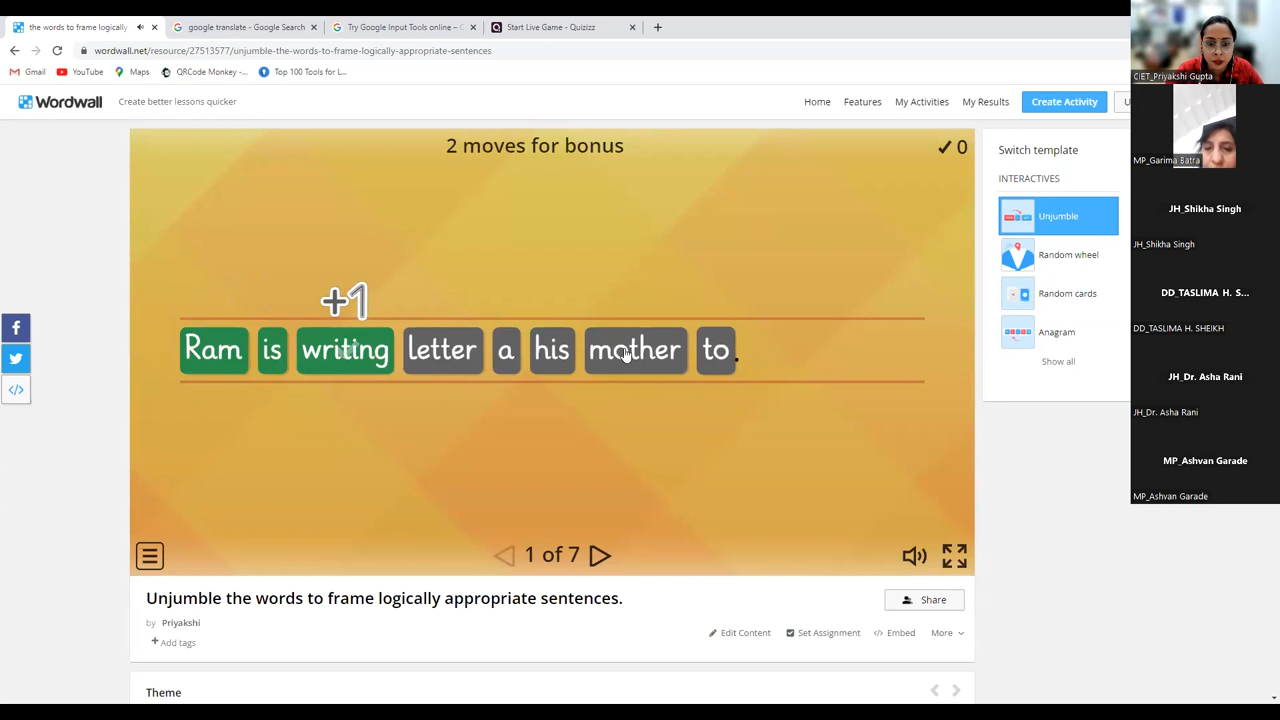 the words to frame logically
google translate - Google Search
Try Google Input Tools online –
Start Live Game - Quizizz
wordwall.net/resource/27513577/unjumble-the-words-to-frame-logically-appropriate-sentences
Gmail YouTube Maps QRCode Monkey -... Top 100 Tools for L...
Wordwall Create better lessons quicker
Home Features My Activities My Results Create Activity U
2 moves for bonus
✓ 0
+1
Ram is writing letter a his mother to.
1 of 7
Unjumble the words to frame logically appropriate sentences.
Share
by Priyakshi
+ Add tags
Edit Content Set Assignment </> Embed More
Theme
Switch template
INTERACTIVES
Unjumble
Random wheel
Random cards
Anagram
Show all
CIET_Priyakshi Gupta
MP_Garima Batra
JH_Shikha Singh
JH_Shikha Singh
DD_TASLIMA H. S...
DD_TASLIMA H. SHEIKH
JH_Dr. Asha Rani
JH_Dr. Asha Rani
MP_Ashvan Garade
MP_Ashvan Garade